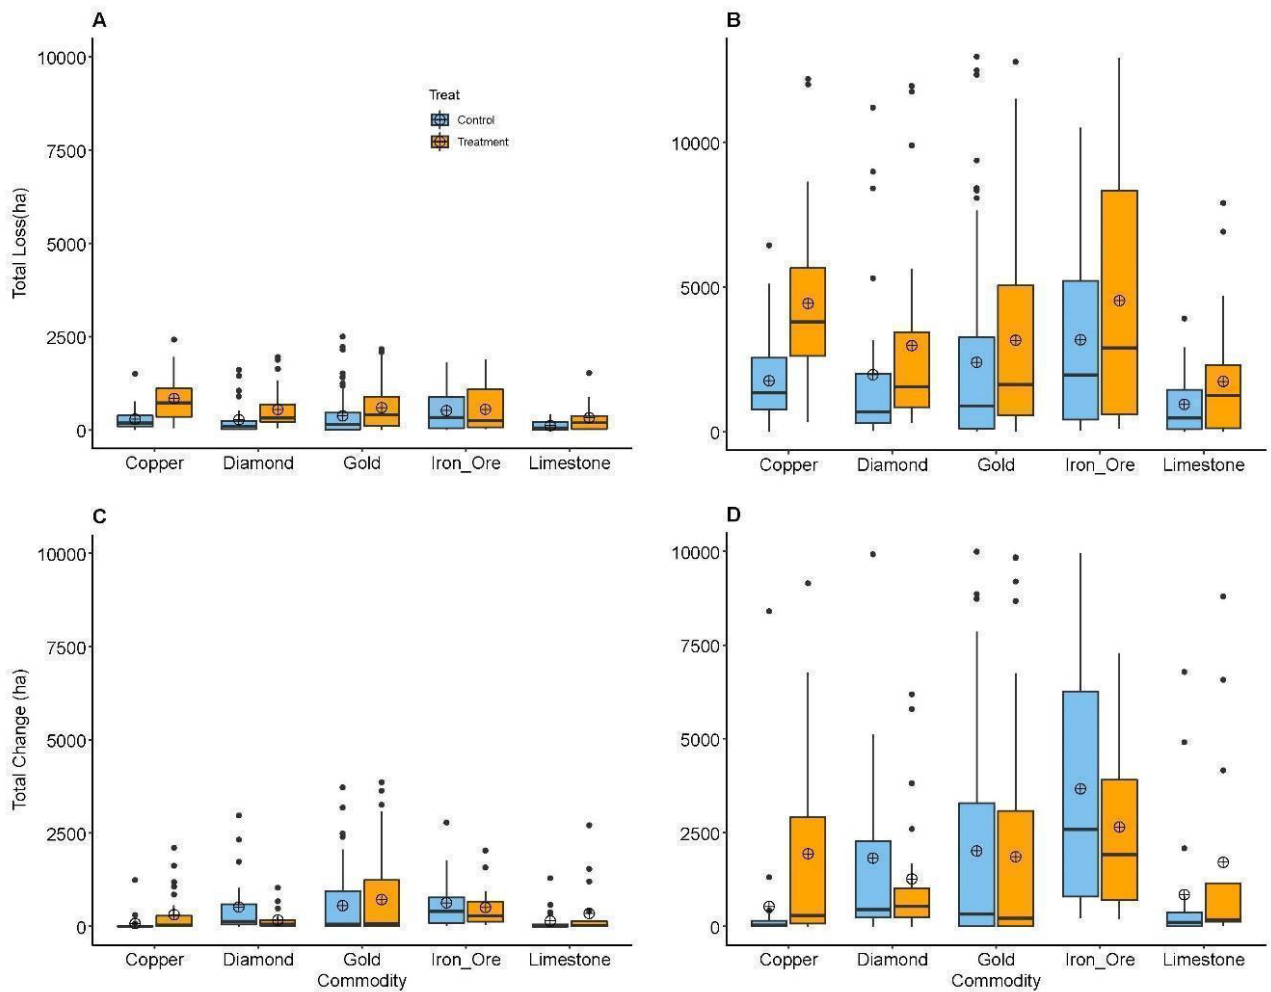 A
10000
7500
5000
2500
0
Total Loss(ha)
Treat
Control
Treatment
Copper Diamond Gold Iron_Ore Limestone
B
10000
5000
0
Copper Diamond Gold Iron_Ore Limestone
C
10000
7500
5000
2500
0
Total Change (ha)
Copper Diamond Gold Iron_Ore Limestone
Commodity
D
10000
7500
5000
2500
0
Copper Diamond Gold Iron_Ore Limestone
Commodity